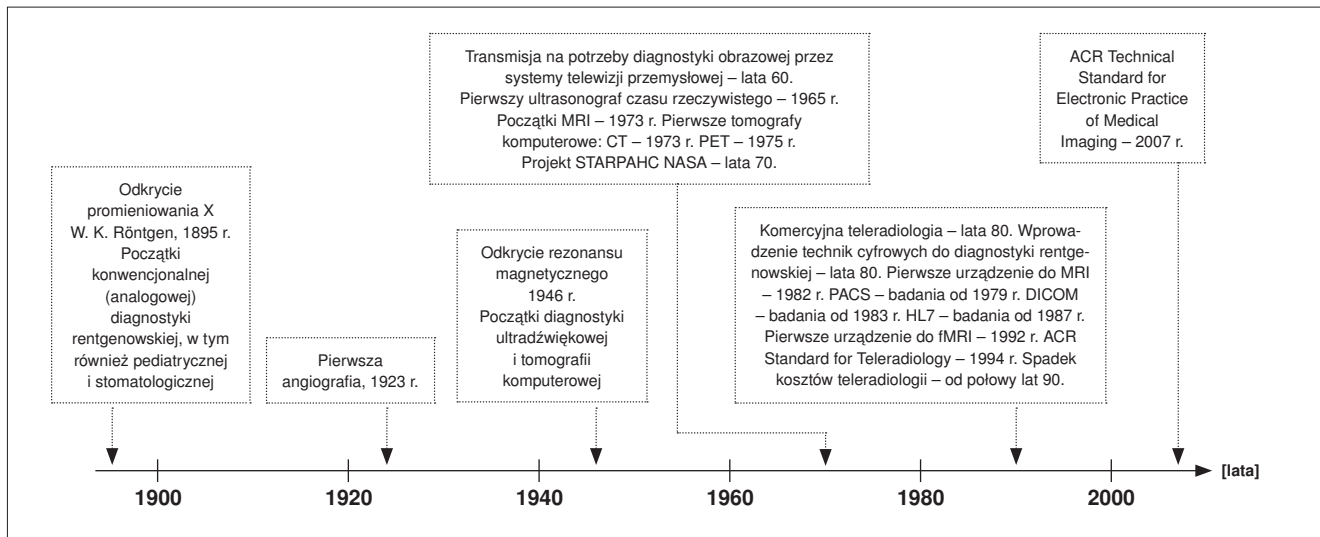 Odkrycie
promieniowania X
W. K. Röntgen, 1895 r.
Początki
konwencjonalnej
(analogowej)
diagnostyki
rentgenowskiej, w tym
również pediatrycznej
i stomatologicznej
Pierwsza
angiografia, 1923 r.
Odkrycie rezonansu
magnetycznego
1946 r.
Początki diagnostyki
ultradźwiękowej
i tomografii
komputerowej
Transmisja na potrzeby diagnostyki obrazowej przez
systemy telewizji przemysłowej – lata 60.
Pierwszy ultrasonograf czasu rzeczywistego – 1965 r.
Początki MRI – 1973 r. Pierwsze tomografy
komputerowe: CT – 1973 r. PET – 1975 r.
Projekt STARPAHC NASA – lata 70.
Komercyjna teleradiologia – lata 80. Wprowa-
dzenie technik cyfrowych do diagnostyki rentge-
nowskiej – lata 80. Pierwsze urządzenie do MRI
– 1982 r. PACS – badania od 1979 r. DICOM
– badania od 1983 r. HL7 – badania od 1987 r.
Pierwsze urządzenie do fMRI – 1992 r. ACR
Standard for Teleradiology – 1994 r. Spadek
kosztów teleradiologii – od połowy lat 90.
ACR Technical
Standard for
Electronic Practice
of Medical
Imaging – 2007 r.
1900 1920 1940 1960 1980 2000 [lata]